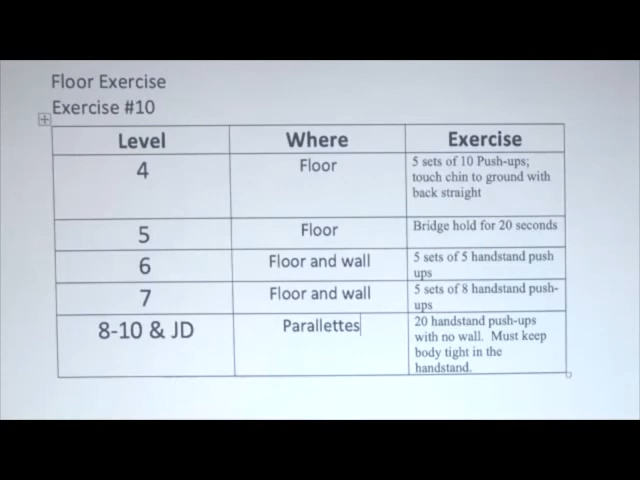 Floor Exercise
Exercise #10
Level Where Exercise
4 Floor 5 sets of 10 Push-ups;
touch chin to ground with
back straight
5 Floor Bridge hold for 20 seconds
6 Floor and wall 5 sets of 5 handstand push
ups
7 Floor and wall 5 sets of 8 handstand push-
ups
8-10 & JD Parallettes 20 handstand push-ups
with no wall. Must keep
body tight in the
handstand.